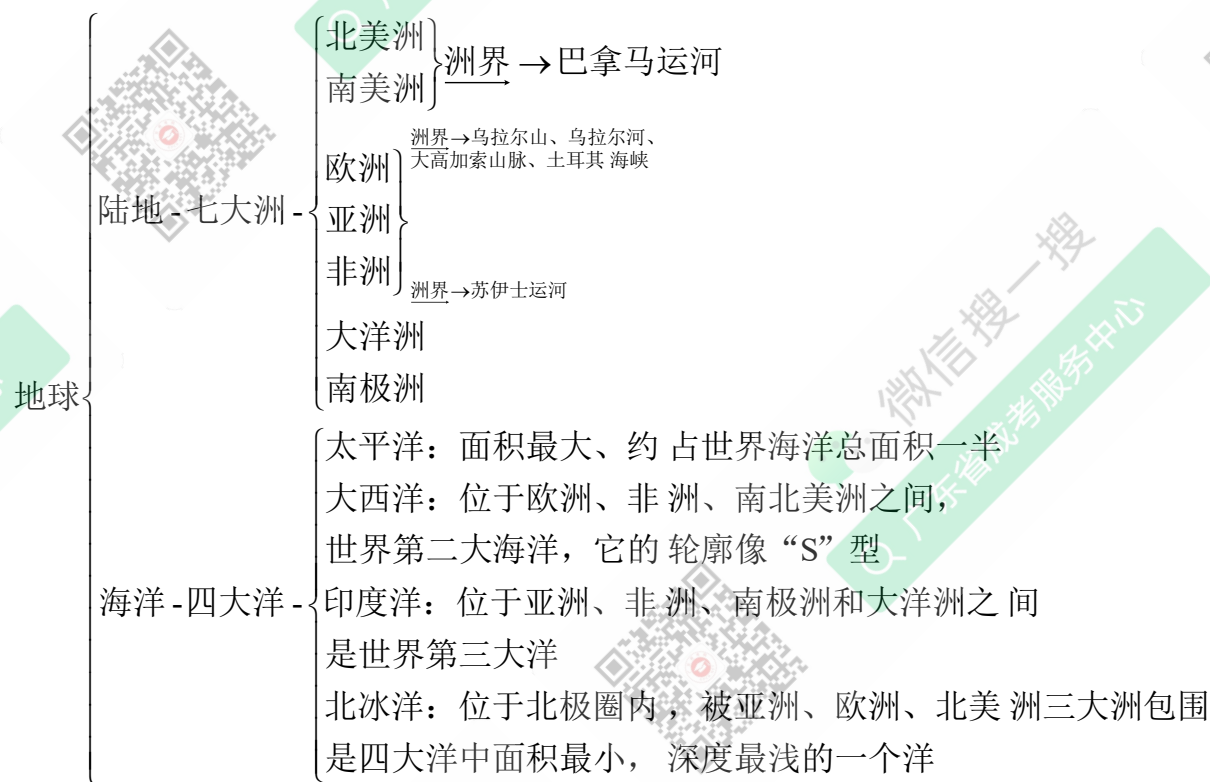 北美洲
南美洲
洲界→巴拿马运河
洲界→乌拉尔山、乌拉尔河、
大高加索山脉、土耳其 海峡
欧洲
陆地-七大洲-
亚洲
非洲
洲界→苏伊士运河
大洋洲
南极洲
地球
太平洋：面积最大、约 占世界海洋总面积一半
大西洋：位于欧洲、非 洲、南北美洲之间，
世界第二大海洋，它的 轮廓像“S”型
海洋-四大洋-
印度洋：位于亚洲、非 洲、南极洲和大洋洲之 间
是世界第三大洋
北冰洋：位于北极圈内 ，被亚洲、欧洲、北美 洲三大洲包围
是四大洋中面积最小， 深度最浅的一个洋
微信搜一搜
广东省成考服务中心